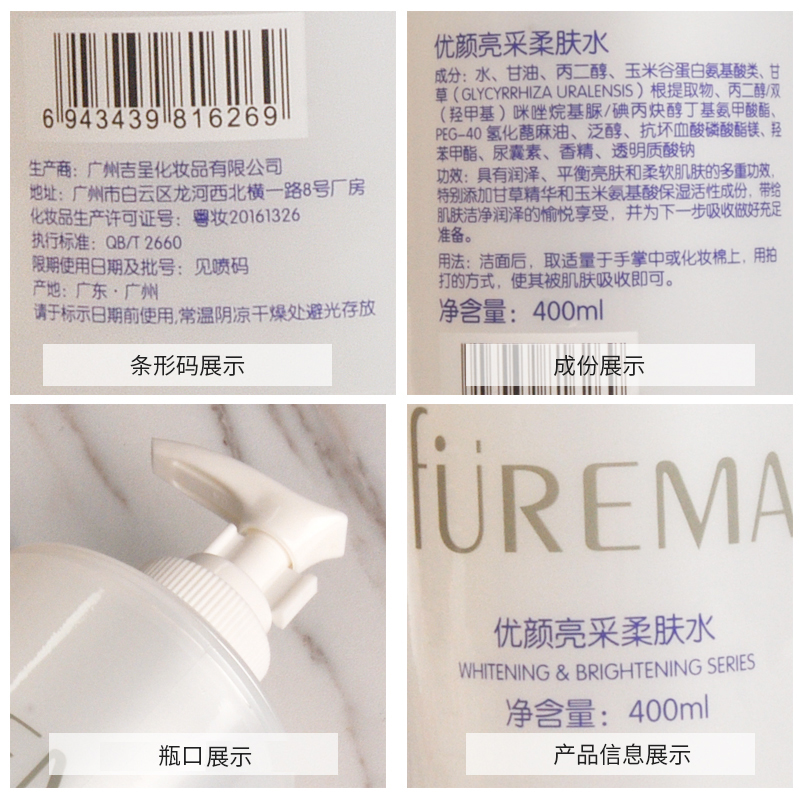 6 943439 816269
生产商：广州吉呈化妆品有限公司
地址：广州市白云区龙河西北横一路8号厂房
化妆品生产许可证号：粤妆20161326
执行标准：QB/T 2660
限期使用日期及批号：见喷码
产地：广东·广州
请于标示日期前使用,常温阴凉干燥处避光存放
条形码展示
优颜亮采柔肤水
成分：水、甘油、丙二醇、玉米谷蛋白氨基酸类、甘
草（GLYCYRRHIZA URALENSIS）根提取物、丙二醇/双
（羟甲基）咪唑烷基脲/碘丙炔醇丁基氨甲酸酯、
PEG-40 氢化蓖麻油、泛醇、抗坏血酸磷酸酯镁、羟
苯甲酯、尿囊素、香精、透明质酸钠
功效：具有润泽、平衡亮肤和柔软肌肤的多重功效，
特别添加甘草精华和玉米氨基酸保湿活性成份，带给
肌肤洁净润泽的愉悦享受，并为下一步吸收做好充足
准备。
用法：洁面后，取适量于手掌中或化妆棉上，用拍
打的方式，使其被肌肤吸收即可。
净含量：400ml
成份展示
瓶口展示
füREMA
优颜亮采柔肤水
WHITENING & BRIGHTENING SERIES
净含量：400ml
产品信息展示